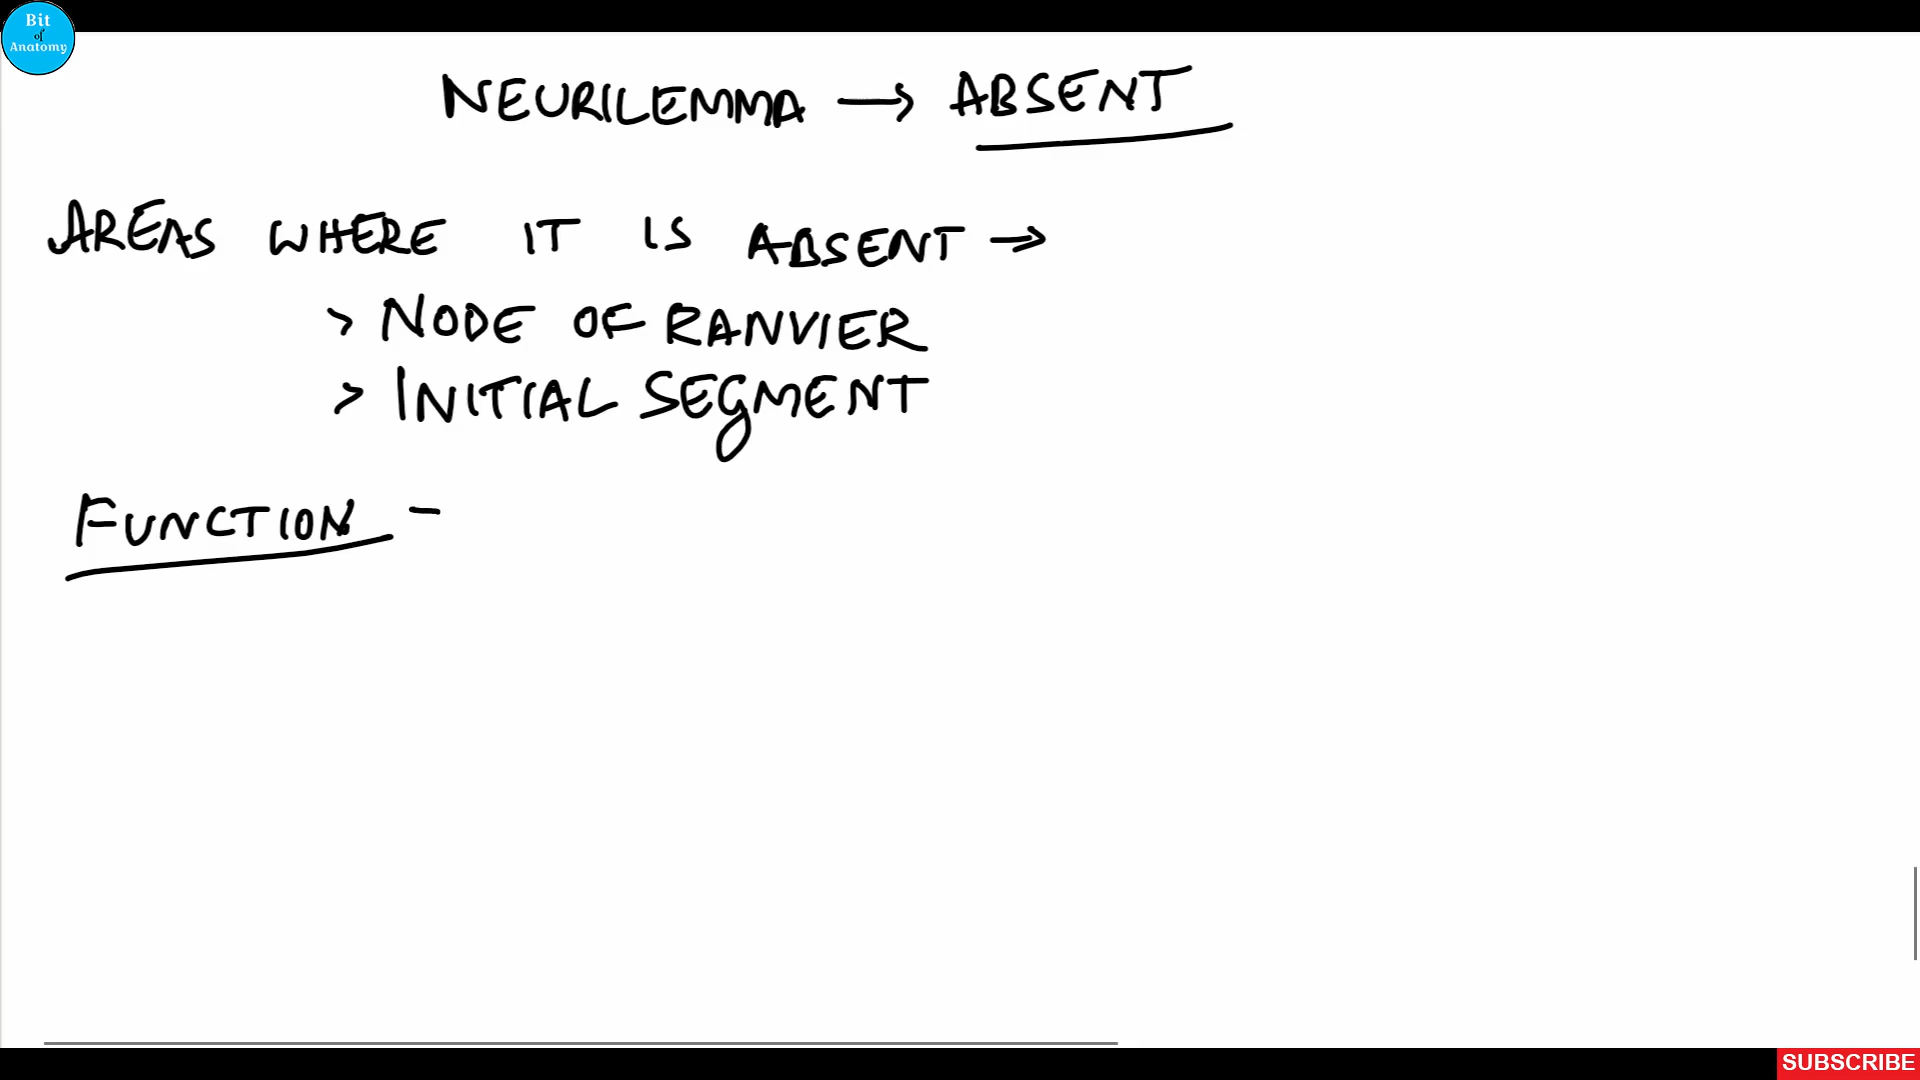 Bit
of
Anatomy
NEURILEMMA → ABSENT
AREAS WHERE IT IS ABSENT →
> NODE OF RANVIER
> INITIAL SEGMENT
FUNCTION -
SUBSCRIBE